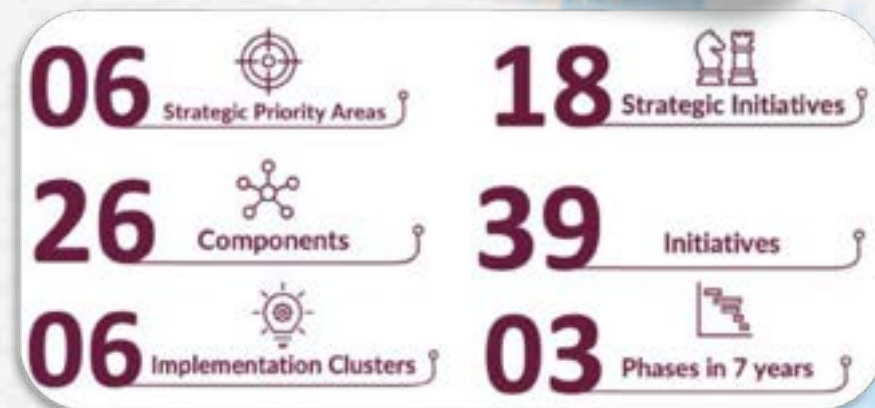 06 Strategic Priority Areas
18 Strategic Initiatives
26 Components
39 Initiatives
06 Implementation Clusters
03 Phases in 7 years